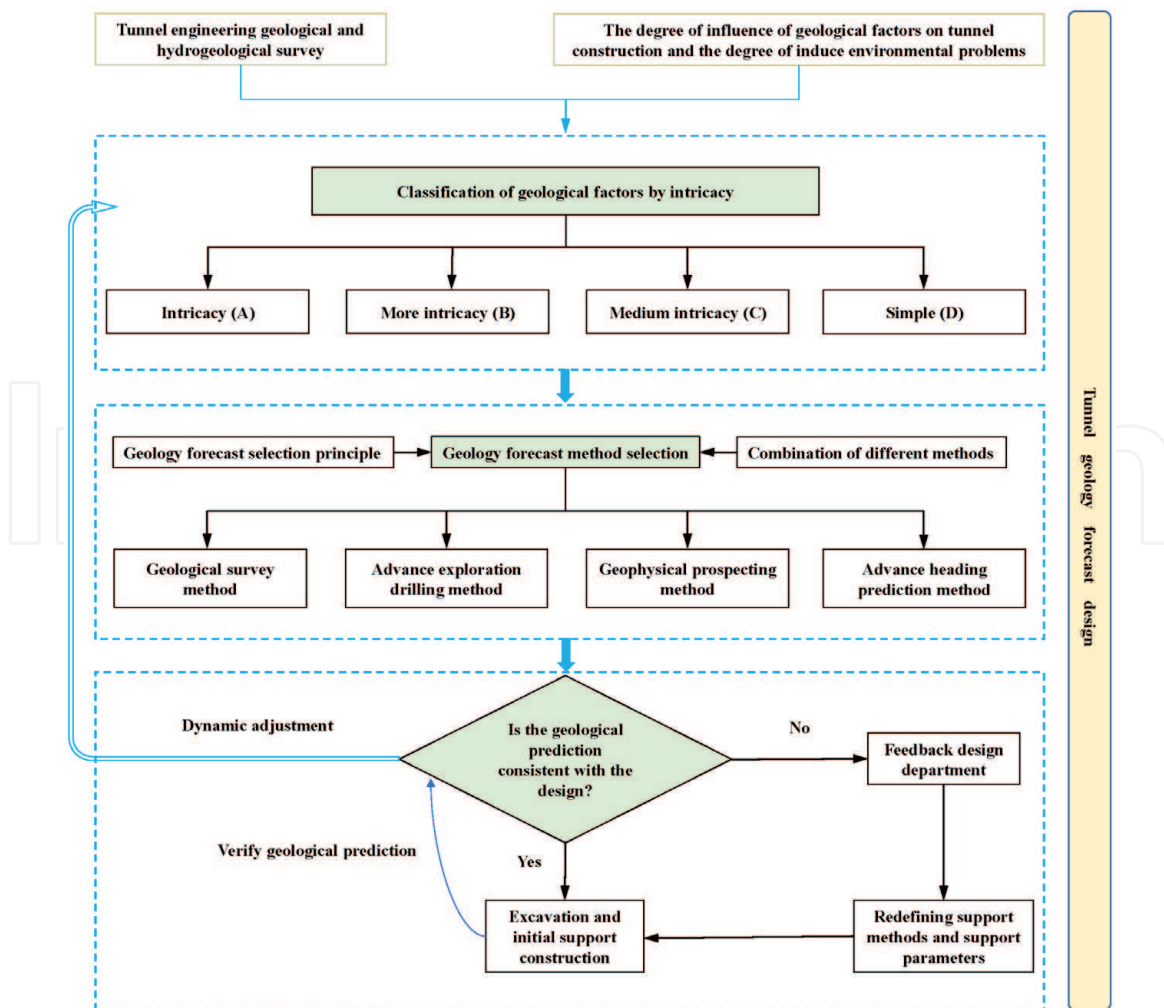 Tunnel engineering geological and
hydrogeological survey
The degree of influence of geological factors on tunnel
construction and the degree of induce environmental problems
Classification of geological factors by intricacy
Intricacy (A)
More intricacy (B)
Medium intricacy (C)
Simple (D)
Geology forecast selection principle
Geology forecast method selection
Combination of different methods
Geological survey
method
Advance exploration
drilling method
Geophysical prospecting
method
Advance heading
prediction method
Dynamic adjustment
Is the geological
prediction
consistent with the
design?
No
Feedback design
department
Verify geological prediction
Yes
Excavation and
initial support
construction
Redefining support
methods and support
parameters
Tunnel geology forecast design